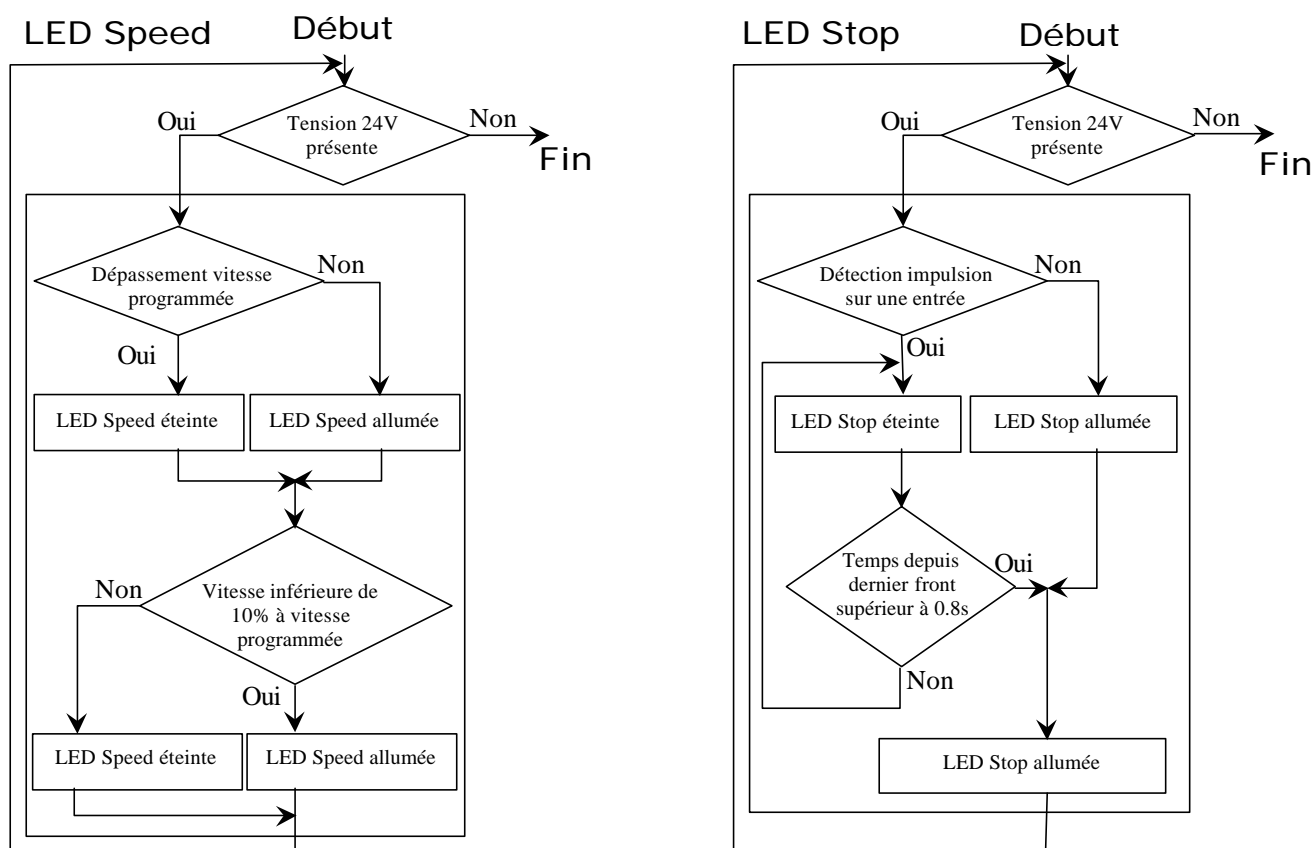 LED Speed
Début
Tension 24V
présente
Oui
Non
Fin
Dépassement vitesse
programmée
Non
Oui
LED Speed éteinte
LED Speed allumée
Vitesse inférieure de
10% à vitesse
programmée
Non
Oui
LED Speed éteinte
LED Speed allumée
LED Stop
Début
Tension 24V
présente
Oui
Non
Fin
Détection impulsion
sur une entrée
Non
Oui
LED Stop éteinte
LED Stop allumée
Temps depuis
dernier front
supérieur à 0.8s
Oui
Non
LED Stop allumée